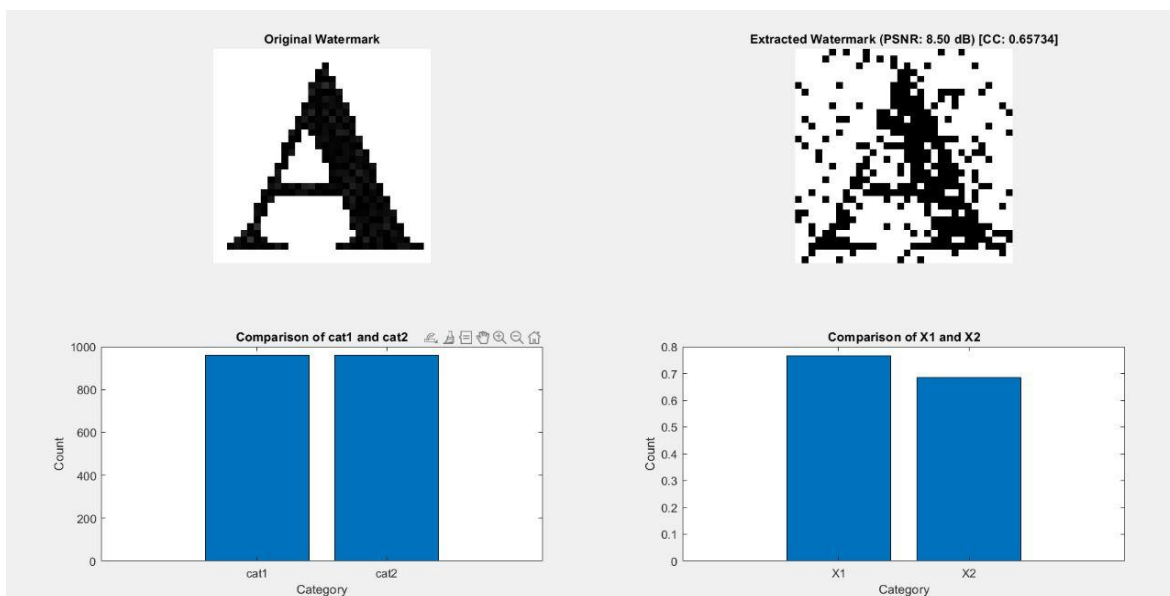 Original Watermark
A
Extracted Watermark (PSNR: 8.50 dB) [CC: 0.65734]
A
Comparison of cat1 and cat2
1000
800
600
400
200
0
Count
cat1 cat2
Category
Comparison of X1 and X2
0.8
0.7
0.6
0.5
0.4
0.3
0.2
0.1
0
Count
X1 X2
Category